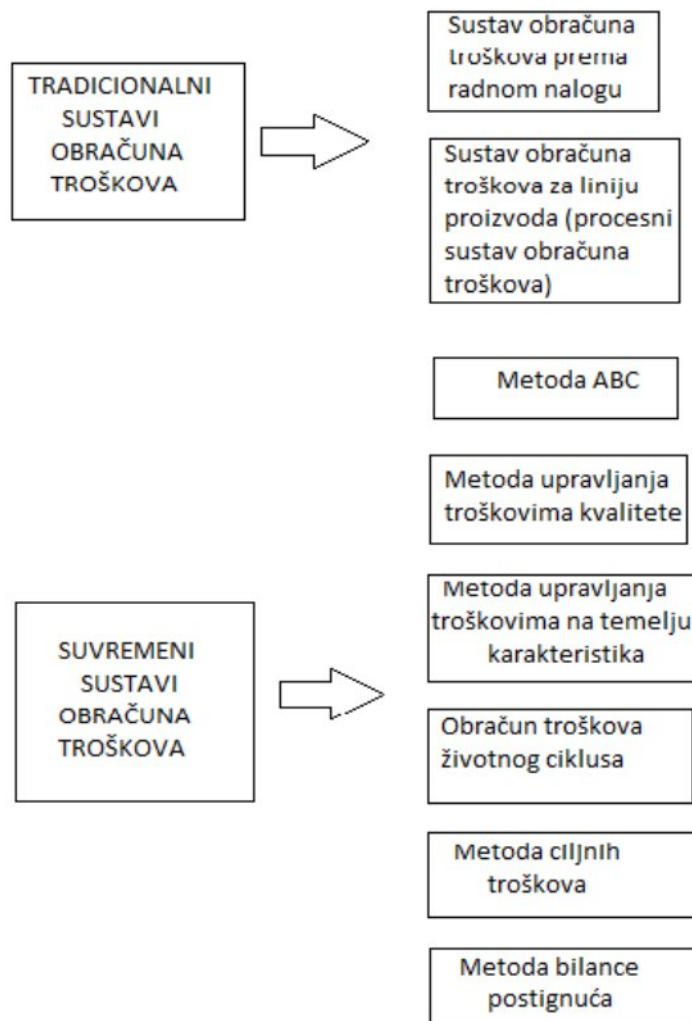 TRADICIONALNI
SUSTAVI
OBRAČUNA
TROŠKOVA
Sustav obračuna
troškova prema
radnom nalogu
Sustav obračuna
troškova za liniju
proizvoda (procesni
sustav obračuna
troškova)
SUVREMENI
SUSTAVI
OBRAČUNA
TROŠKOVA
Metoda ABC
Metoda upravljanja
troškovima kvalitete
Metoda upravljanja
troškovima na temelju
karakteristika
Obračun troškova
životnog ciklusa
Metoda ciljnih
troškova
Metoda bilance
postignuća